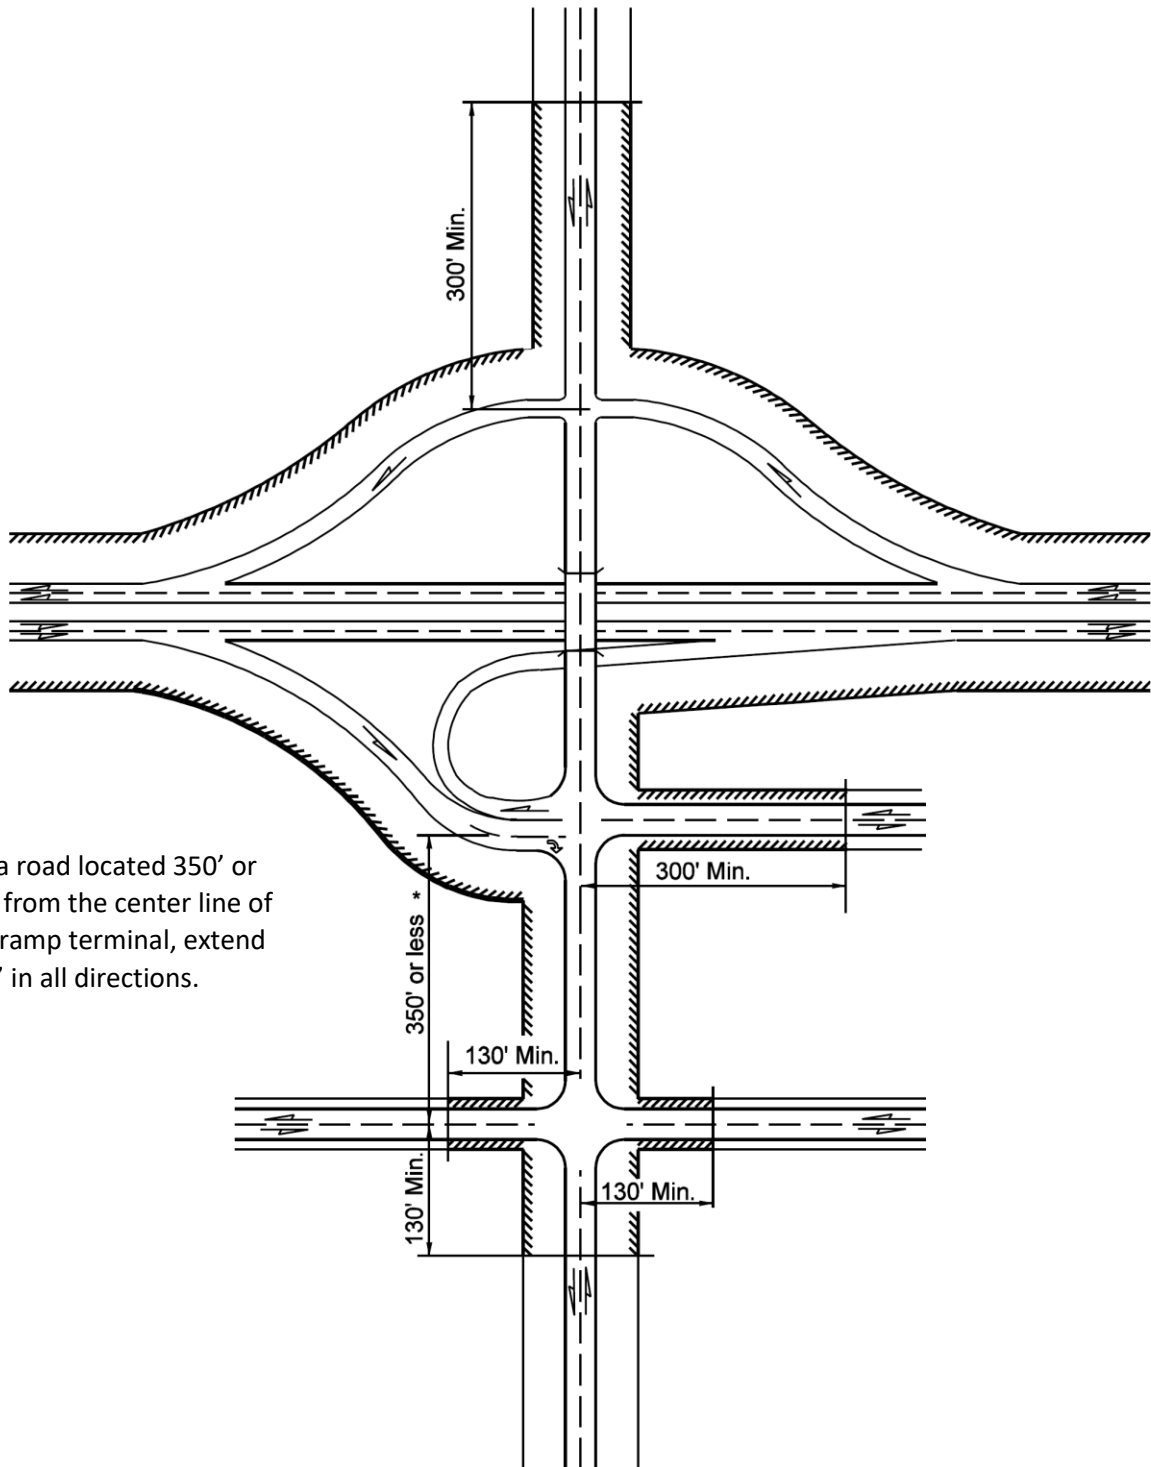 300' Min.
a road located 350’ or
from the center line of
ramp terminal, extend
’ in all directions.
300' Min.
350' or less *
130' Min.
130' Min.
130' Min.